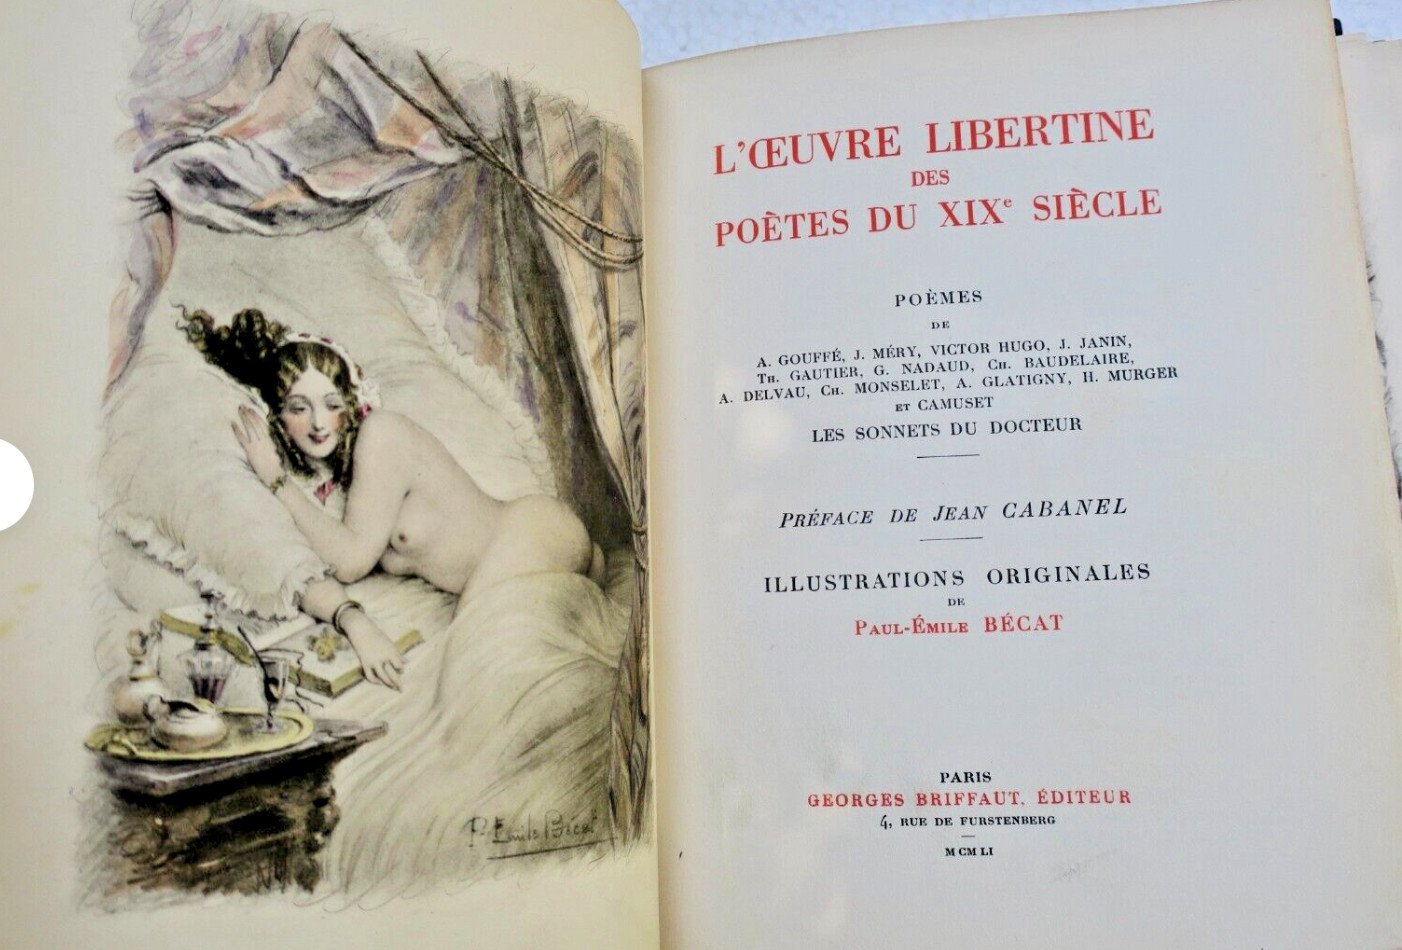 P. Emile Bécat
L'ŒUVRE LIBERTINE
DES
POÈTES DU XIXe SIÈCLE
POÈMES
DE
A. GOUFFÉ, J. MÉRY, VICTOR HUGO, J. JANIN,
TH. GAUTIER, G. NADAUD, CH. BAUDELAIRE,
A. DELVAU, CH. MONSELET, A. GLATIGNY, H. MURGER
ET CAMUSET
LES SONNETS DU DOCTEUR
PRÉFACE DE JEAN CABANEL
ILLUSTRATIONS ORIGINALES
DE
PAUL-ÉMILE BÉCAT
PARIS
GEORGES BRIFFAUT, ÉDITEUR
4, RUE DE FURSTENBERG
MCMLI